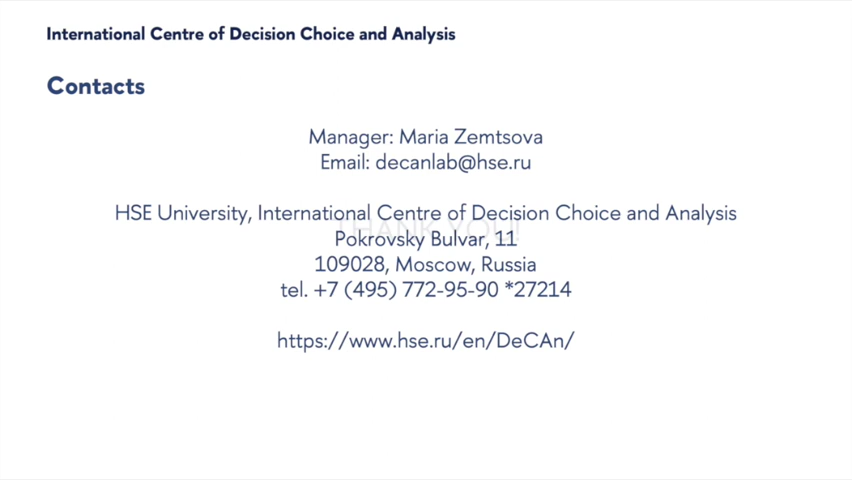 International Centre of Decision Choice and Analysis
Contacts
Manager: Maria Zemtsova
Email: decanlab@hse.ru
HSE University, International Centre of Decision Choice and Analysis
THANK YOU!
Pokrovsky Bulvar, 11
109028, Moscow, Russia
tel. +7 (495) 772-95-90 *27214
https://www.hse.ru/en/DeCAn/